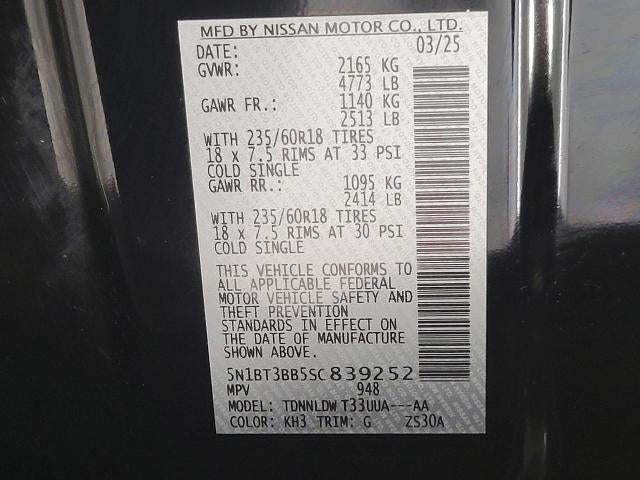 MFD BY NISSAN MOTOR CO., LTD.
DATE: 03/25
GVWR: 2165 KG
4773 LB
GAWR FR.: 1140 KG
2513 LB
WITH 235/60R18 TIRES
18 x 7.5 RIMS AT 33 PSI
COLD SINGLE
GAWR RR.: 1095 KG
2414 LB
WITH 235/60R18 TIRES
18 x 7.5 RIMS AT 30 PSI
COLD SINGLE
THIS VEHICLE CONFORMS TO
ALL APPLICABLE FEDERAL
MOTOR VEHICLE SAFETY AND
THEFT PREVENTION
STANDARDS IN EFFECT ON
THE DATE OF MANUFACTURE
SHOWN ABOVE.
5N1BT3BB5SC839252
MPV 948
MODEL: TDNNLDW T33UUA---AA
COLOR: KH3 TRIM: G ZS30A